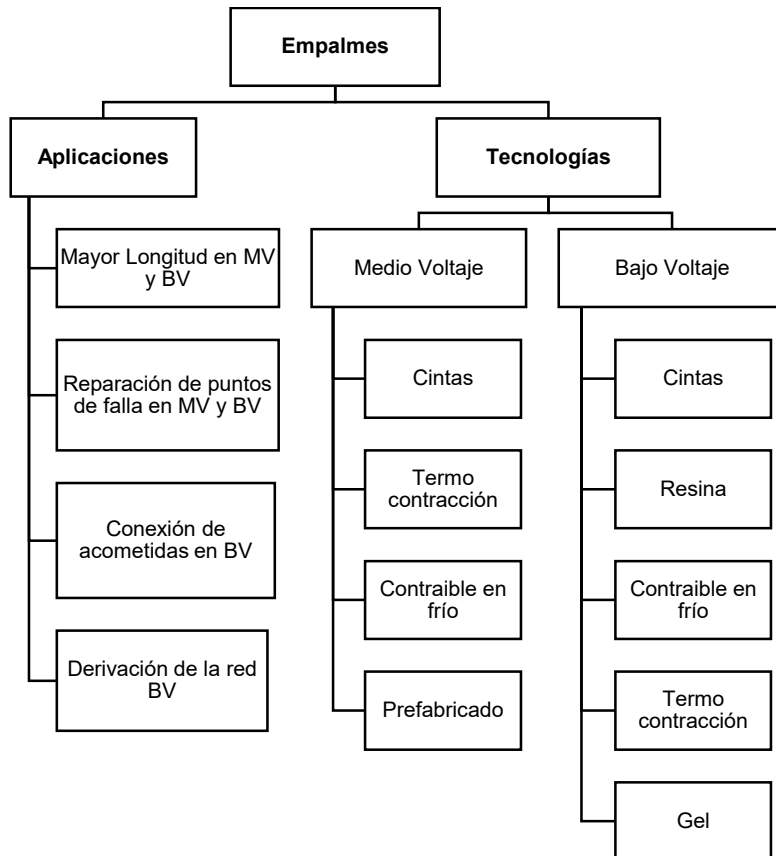 Empalmes
Aplicaciones
Mayor Longitud en MV
y BV
Reparación de puntos
de falla en MV y BV
Conexión de
acometidas en BV
Derivación de la red
BV
Tecnologías
Medio Voltaje
Cintas
Termo
contracción
Contraible en
frío
Prefabricado
Bajo Voltaje
Cintas
Resina
Contraible en
frío
Termo
contracción
Gel